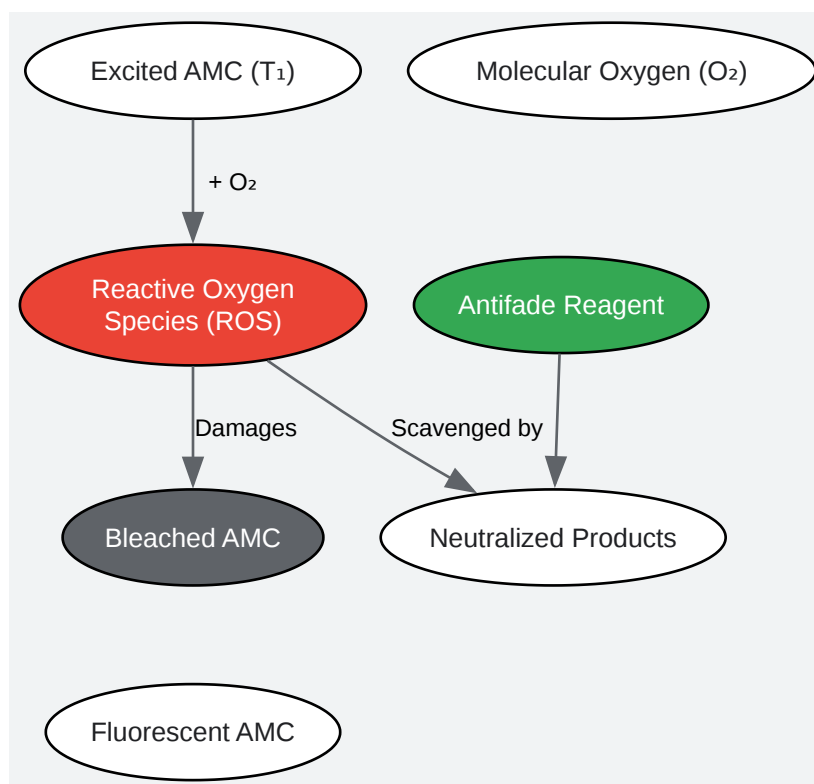 Excited AMC (T₁)
Molecular Oxygen (O₂)
+ O₂
Reactive Oxygen
Species (ROS)
Antifade Reagent
Damages
Scavenged by
Bleached AMC
Neutralized Products
Fluorescent AMC